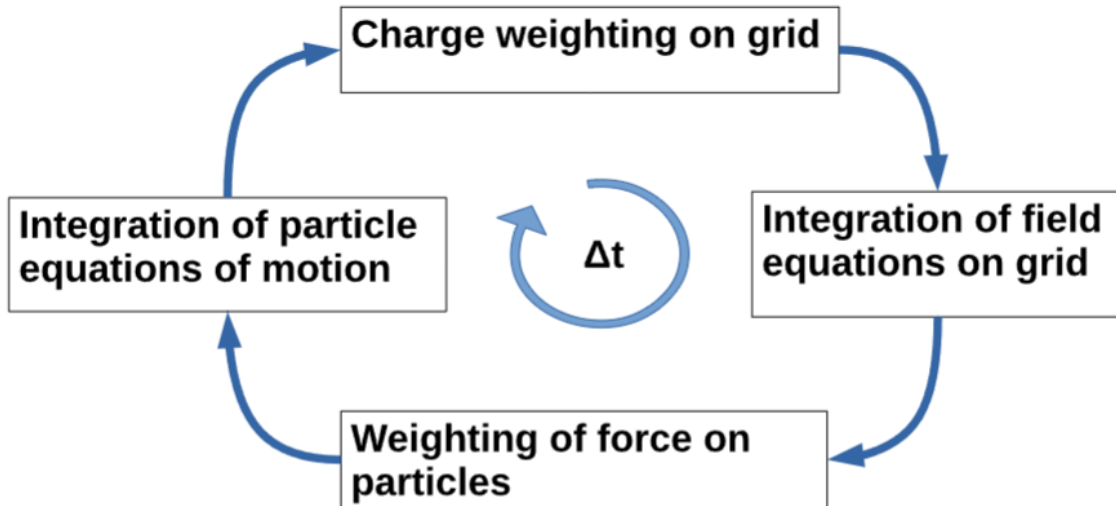 Charge weighting on grid
Integration of particle
equations of motion
Δt
Integration of field
equations on grid
Weighting of force on
particles